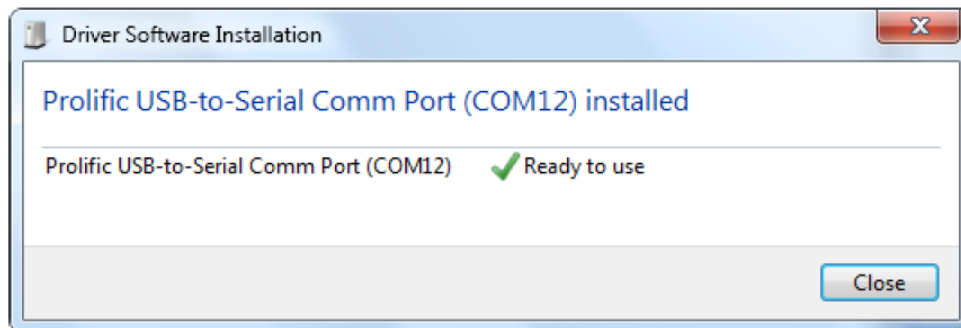 Driver Software Installation
Prolific USB-to-Serial Comm Port (COM12) installed
Prolific USB-to-Serial Comm Port (COM12) Ready to use
Close